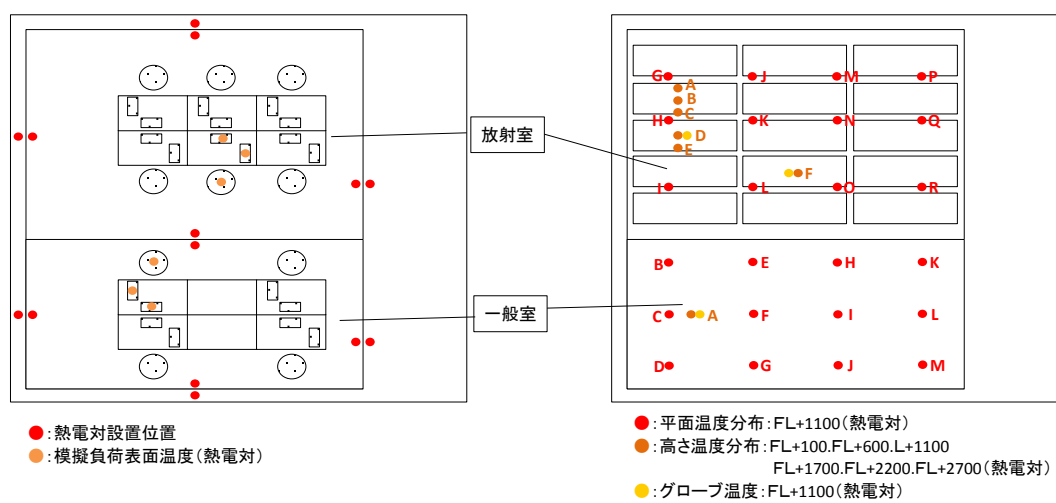 放射室
一般室
G J M P
A
B
C
H K N Q
D
E
F
I L O R
B E H K
C A F I L
D G J M
●:熱電対設置位置
●:模擬負荷表面温度(熱電対)
●:平面温度分布:FL+1100(熱電対)
●:高さ温度分布:FL+100.FL+600.L+1100
FL+1700.FL+2200.FL+2700(熱電対)
●:グローブ温度:FL+1100(熱電対)